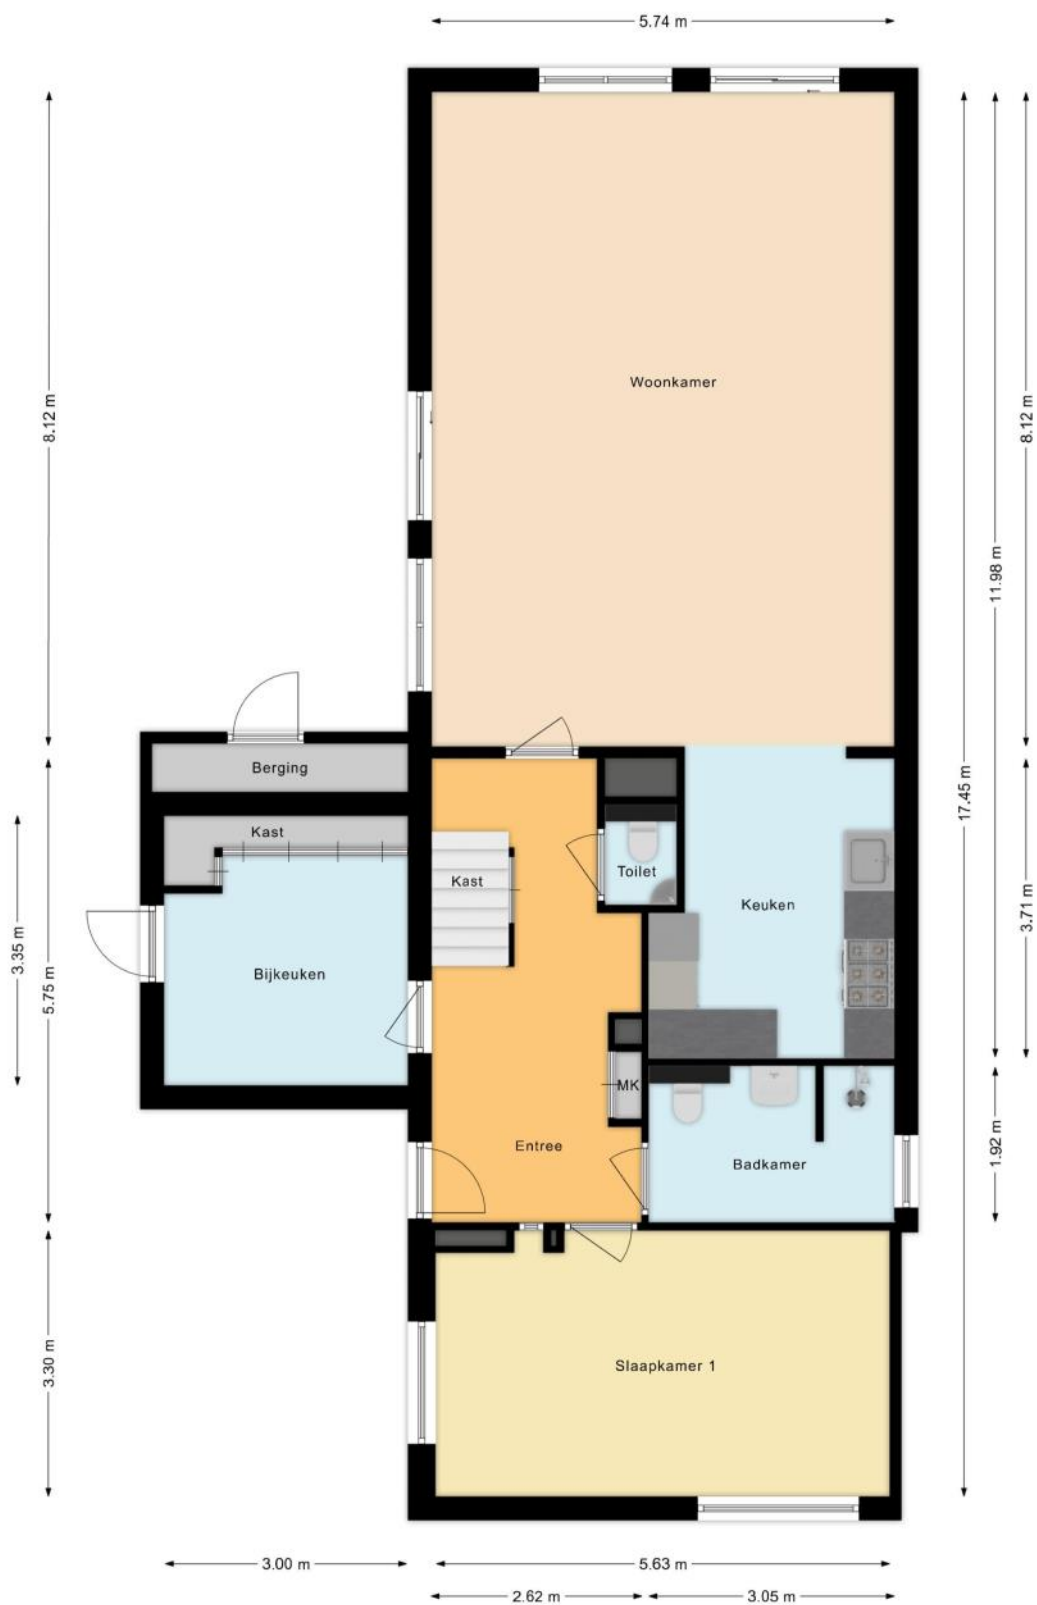 5.74 m
8.12 m
Woonkamer
8.12 m
11.98 m
17.45 m
Berging
Kast
Kast
Toilet
Keuken
3.71 m
3.35 m
5.75 m
Bijkeuken
MK
Entree
Badkamer
1.92 m
3.30 m
Slaapkamer 1
3.00 m
5.63 m
2.62 m
3.05 m